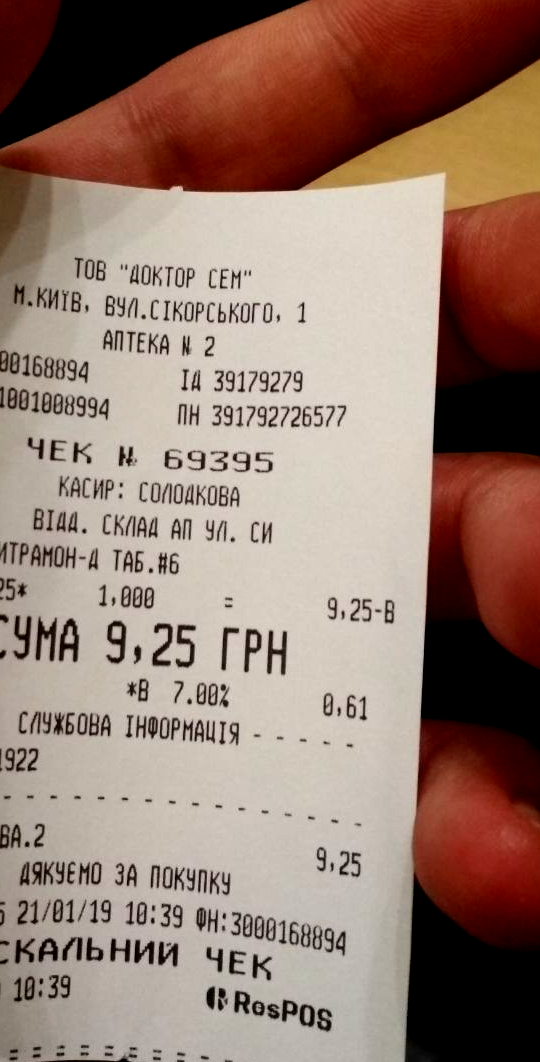 ТОВ "ДОКТОР СЕМ"
М.КИЇВ, ВУЛ.СІКОРСЬКОГО, 1
АПТЕКА № 2
00168894 ІД 39179279
1001008994 ПН 391792726577
ЧЕК № 69395
КАСИР: СОЛОДКОВА
ВІДД. СКЛАД АП УЛ. СИ
ИТРАМОН-Д ТАБ.#6
25* 1,000 = 9,25-В
СУМА 9,25 ГРН
*В 7.00% 0,61
СЛУЖБОВА ІНФОРМАЦІЯ - - - - -
1922
- - - - - - - - - - - - - - - -
ВА.2 9,25
ДЯКУЄМО ЗА ПОКУПКУ
21/01/19 10:39 ФН:3000168894
СКАЛЬНИЙ ЧЕК
10:39 ResPOS